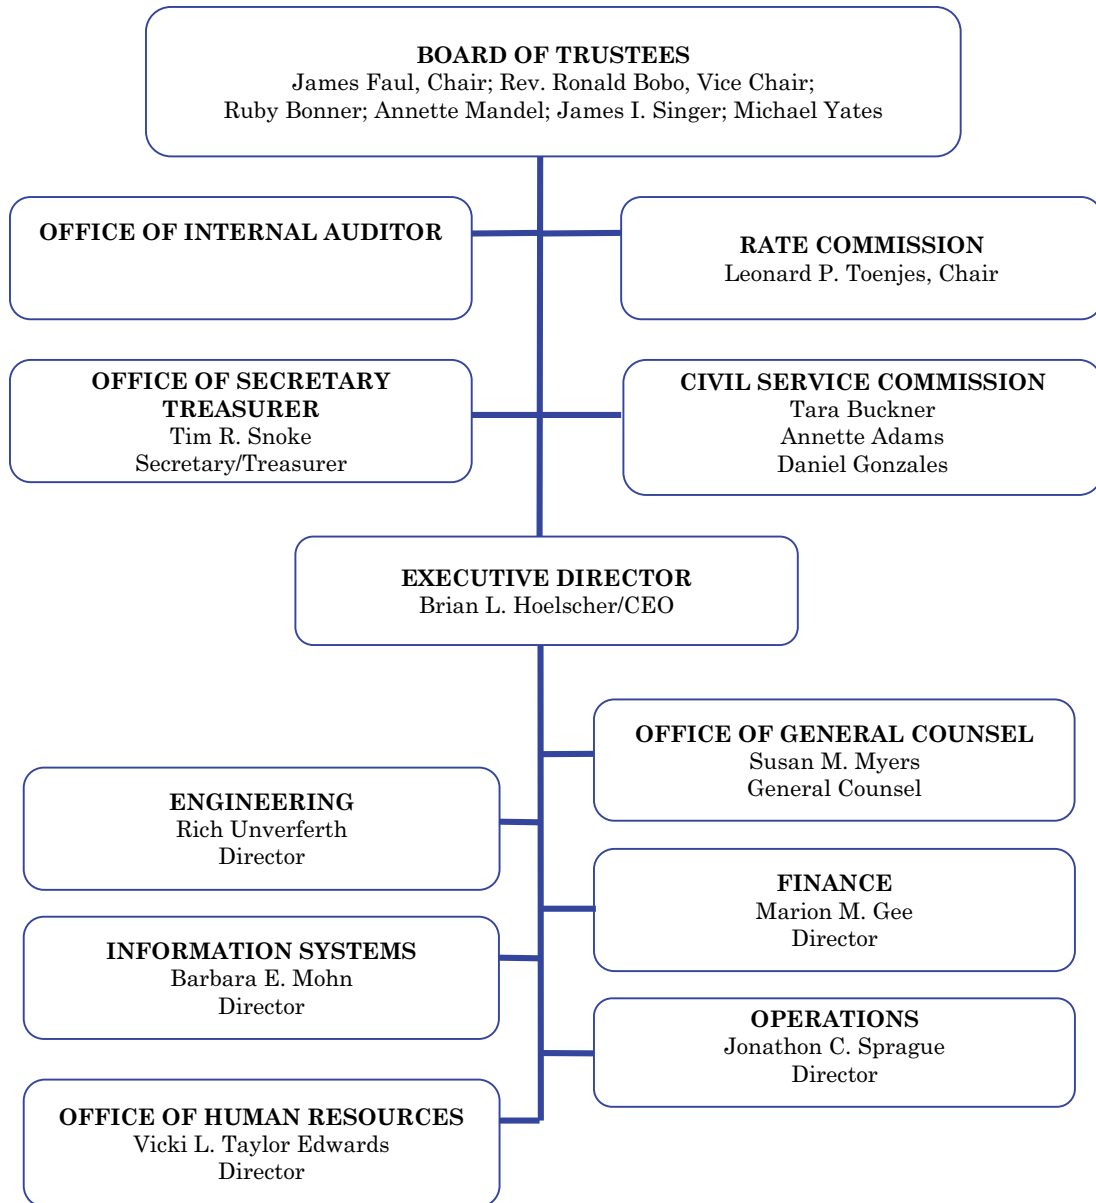 BOARD OF TRUSTEES
James Faul, Chair; Rev. Ronald Bobo, Vice Chair;
Ruby Bonner; Annette Mandel; James I. Singer; Michael Yates
OFFICE OF INTERNAL AUDITOR
RATE COMMISSION
Leonard P. Toenjes, Chair
OFFICE OF SECRETARY
TREASURER
Tim R. Snoke
Secretary/Treasurer
CIVIL SERVICE COMMISSION
Tara Buckner
Annette Adams
Daniel Gonzales
EXECUTIVE DIRECTOR
Brian L. Hoelscher/CEO
OFFICE OF GENERAL COUNSEL
Susan M. Myers
General Counsel
ENGINEERING
Rich Unverferth
Director
FINANCE
Marion M. Gee
Director
INFORMATION SYSTEMS
Barbara E. Mohn
Director
OPERATIONS
Jonathon C. Sprague
Director
OFFICE OF HUMAN RESOURCES
Vicki L. Taylor Edwards
Director